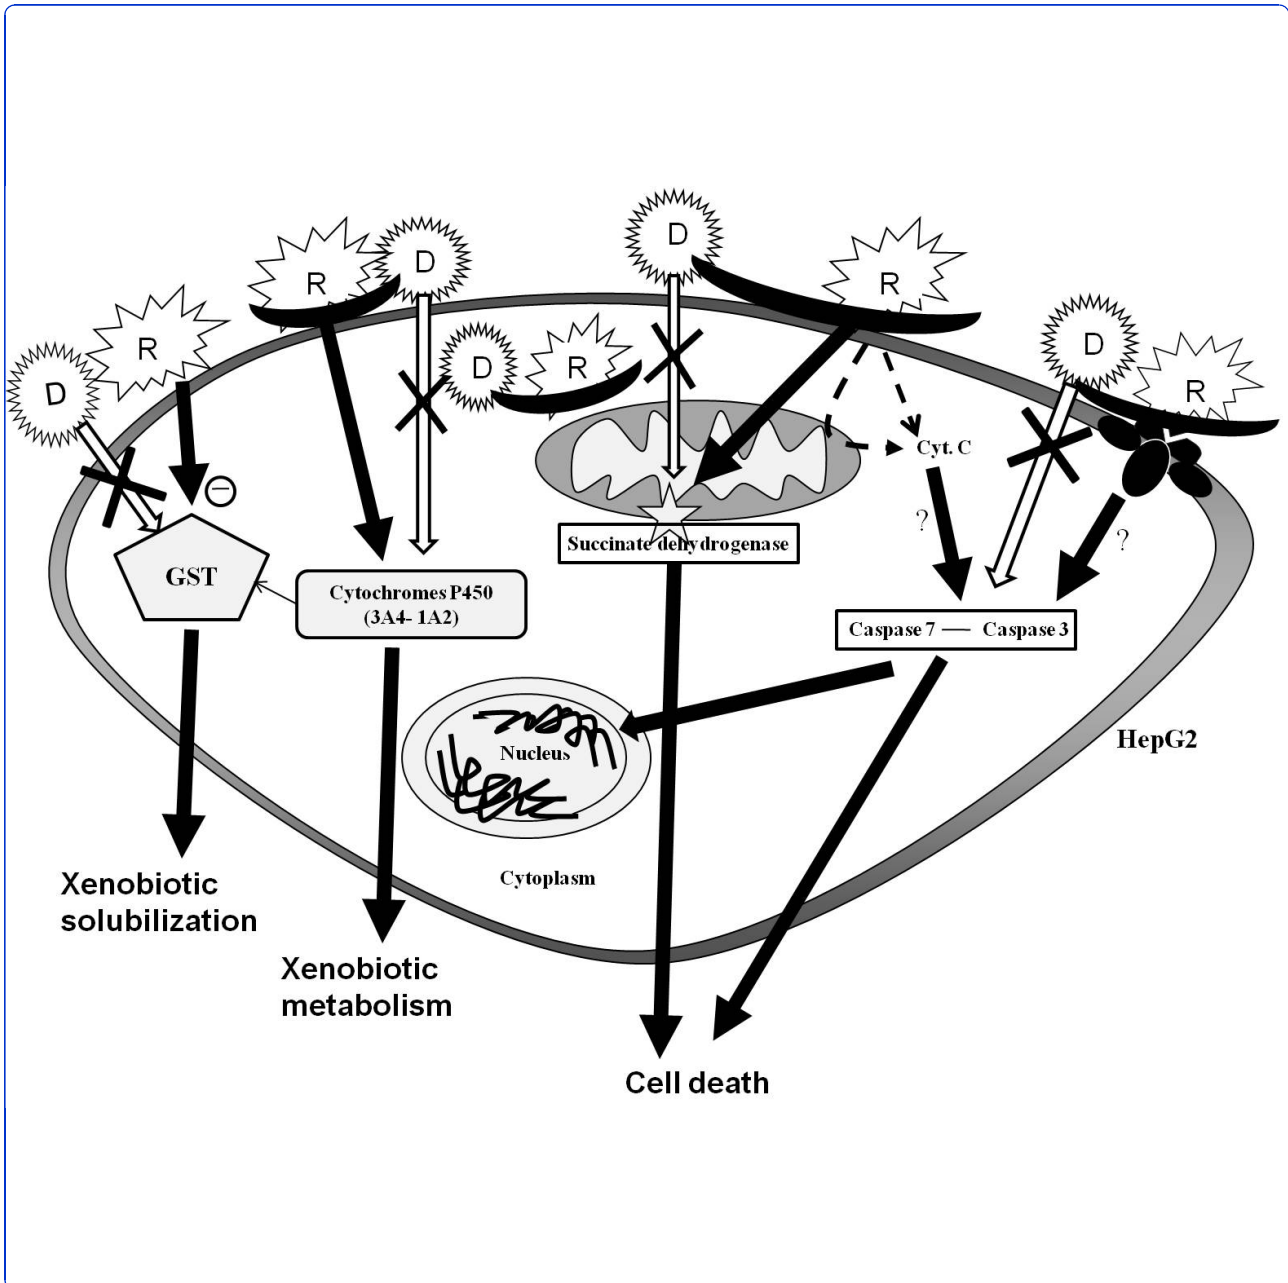 D
R
D
R
D
R
D
R
D
R
Cyt. C
?
?
⊖
GST
Succinate dehydrogenase
Cytochromes P450
(3A4- 1A2)
Caspase 7 — Caspase 3
HepG2
Nucleus
Cytoplasm
Xenobiotic
solubilization
Xenobiotic
metabolism
Cell death